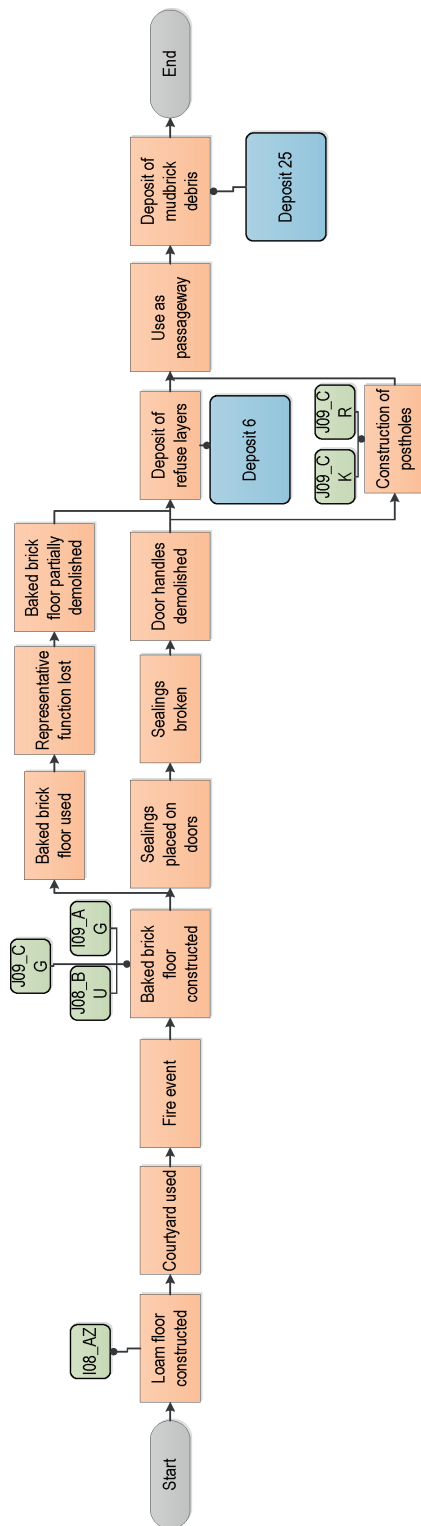 Start
Loam floor
constructed
I08_AZ
Courtyard used
Fire event
Baked brick
floor
constructed
J09_C
G
J08_B
U
I09_A
G
Baked brick
floor used
Representative
function lost
Baked brick
floor partially
demolished
Sealings
placed on
doors
Sealings
broken
Door handles
demolished
Deposit of
refuse layers
Deposit 6
J09_C
K
J09_C
R
Construction of
postholes
Use as
passageway
Deposit of
mudbrick
debris
Deposit 25
End